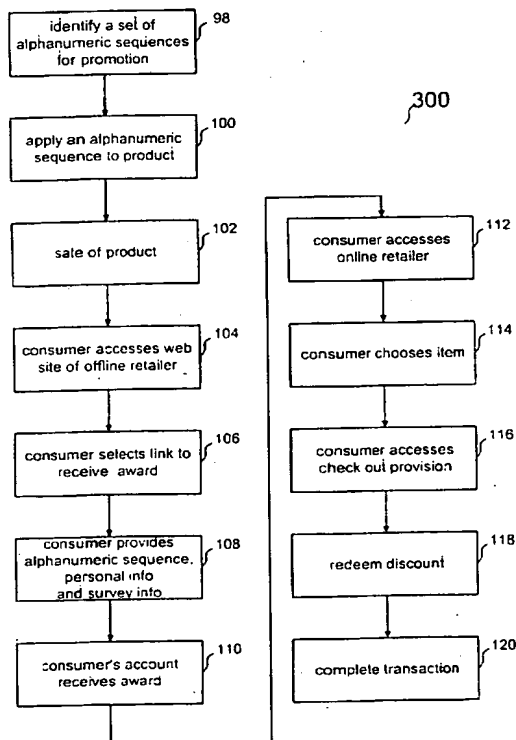 identify a set of
alphanumeric sequences
for promotion
98
apply an alphanumeric
sequence to product
100
sale of product
102
consumer accesses web
site of offline retailer
104
consumer selects link to
receive award
106
consumer provides
alphanumeric sequence,
personal info
and survey info
108
consumer's account
receives award
110
300
consumer accesses
online retailer
112
consumer chooses item
114
consumer accesses
check out provision
116
redeem discount
118
complete transaction
120